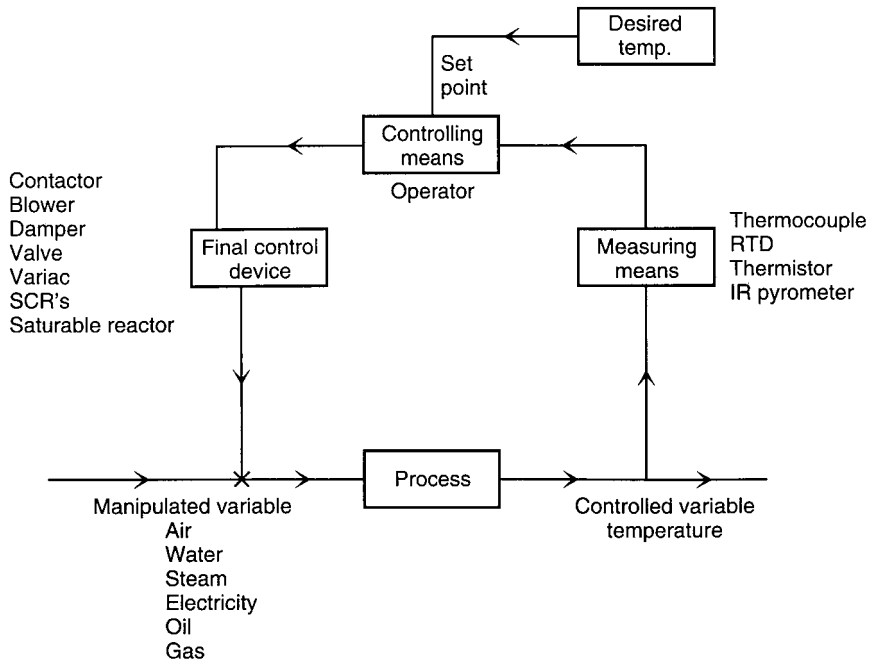 Desired
temp.
Set
point
Controlling
means
Operator
Contactor
Blower
Damper
Valve
Variac
SCR's
Saturable reactor
Final control
device
Measuring
means
Thermocouple
RTD
Thermistor
IR pyrometer
Process
Manipulated variable
Air
Water
Steam
Electricity
Oil
Gas
Controlled variable
temperature